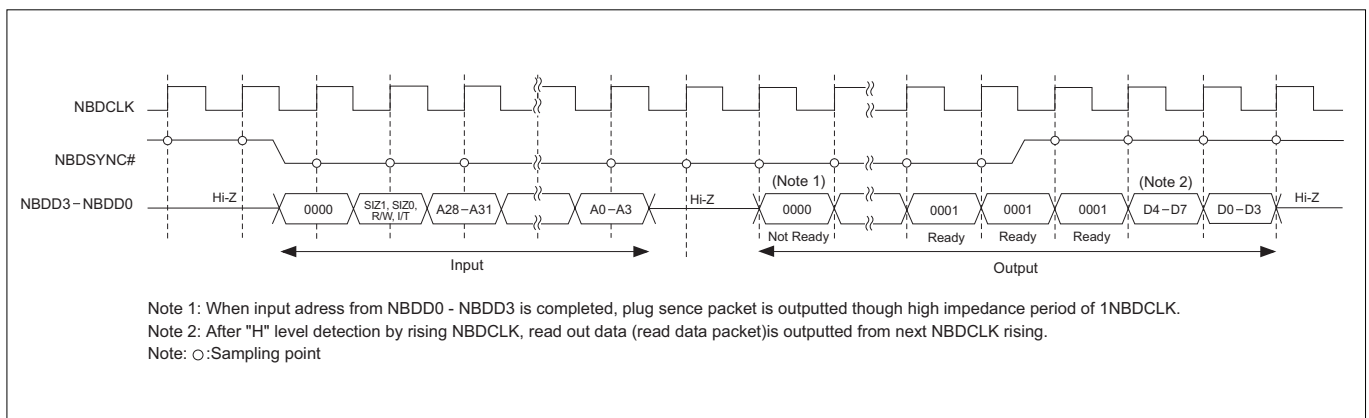 NBDCLK
NBDSYNC#
(Note 1)
(Note 2)
NBDD3−NBDD0
Hi-Z
0000
SIZ1, SIZ0,
R/W, I/T
A28−A31
A0−A3
Hi-Z
0000
0001
0001
0001
D4−D7
D0−D3
Hi-Z
Not Ready
Ready
Ready
Ready
Input
Output
Note 1: When input adress from NBDD0 - NBDD3 is completed, plug sence packet is outputted though high impedance period of 1NBDCLK.
Note 2: After "H" level detection by rising NBDCLK, read out data (read data packet)is outputted from next NBDCLK rising.
Note: ○:Sampling point